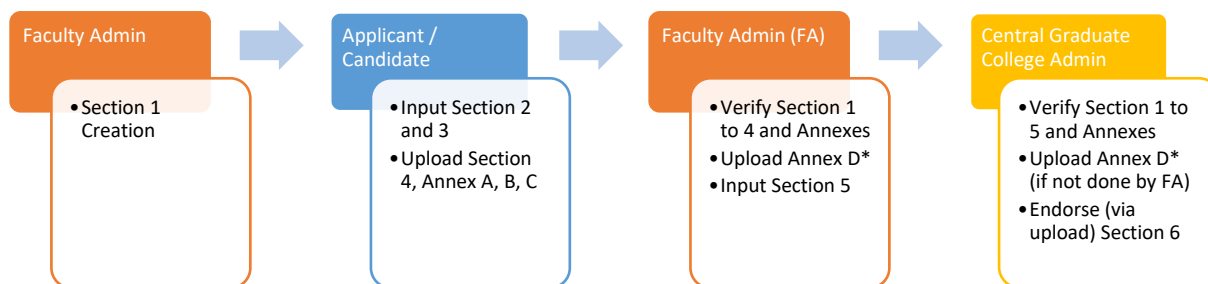 Faculty Admin
•Section 1
Creation
Applicant /
Candidate
•Input Section 2
and 3
•Upload Section
4, Annex A, B, C
Faculty Admin (FA)
•Verify Section 1
to 4 and Annexes
•Upload Annex D*
•Input Section 5
Central Graduate
College Admin
•Verify Section 1 to
5 and Annexes
•Upload Annex D*
(if not done by FA)
•Endorse (via
upload) Section 6